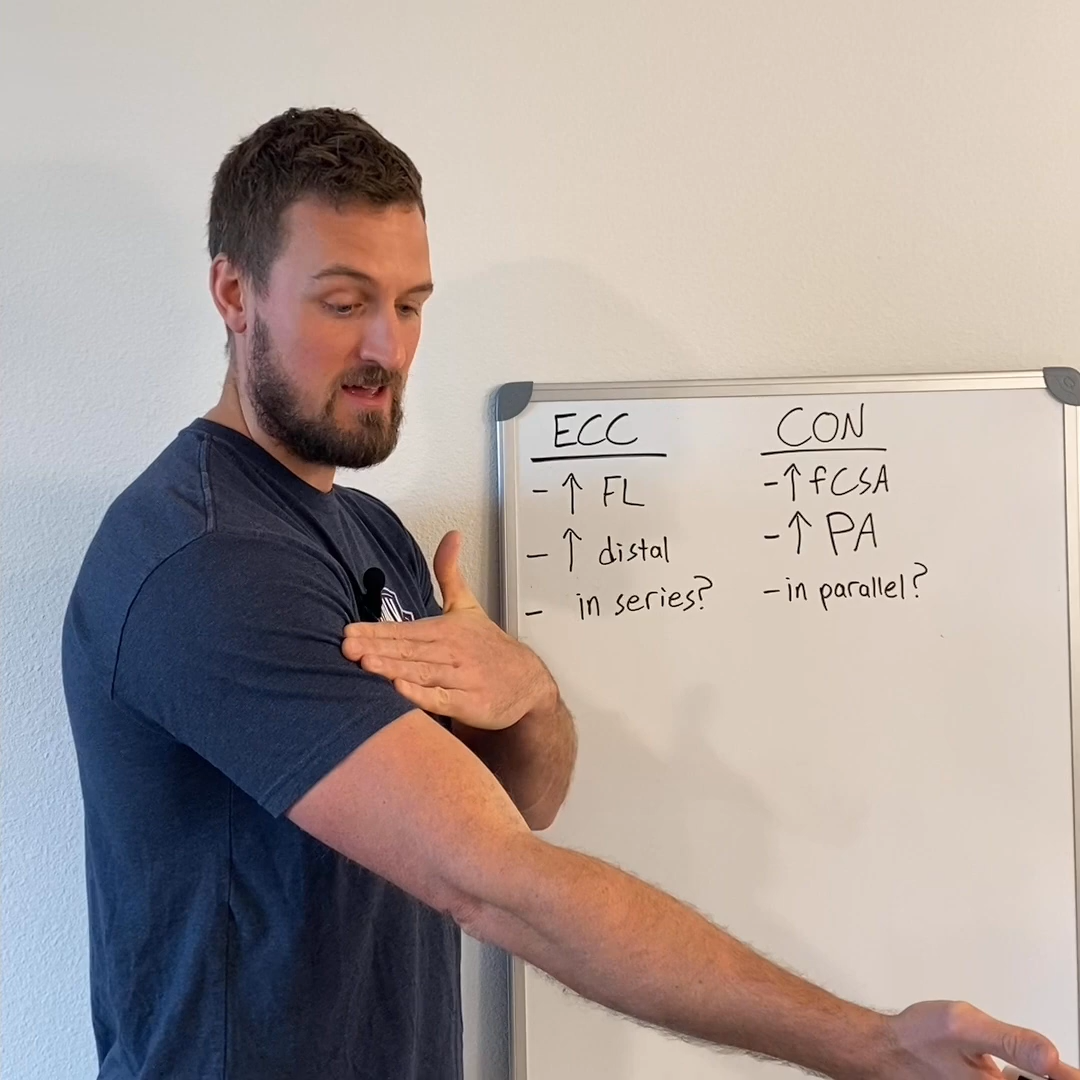 ECC
- ↑ FL
- ↑ distal
- in series?
CON
- ↑ fCSA
- ↑ PA
- in parallel?